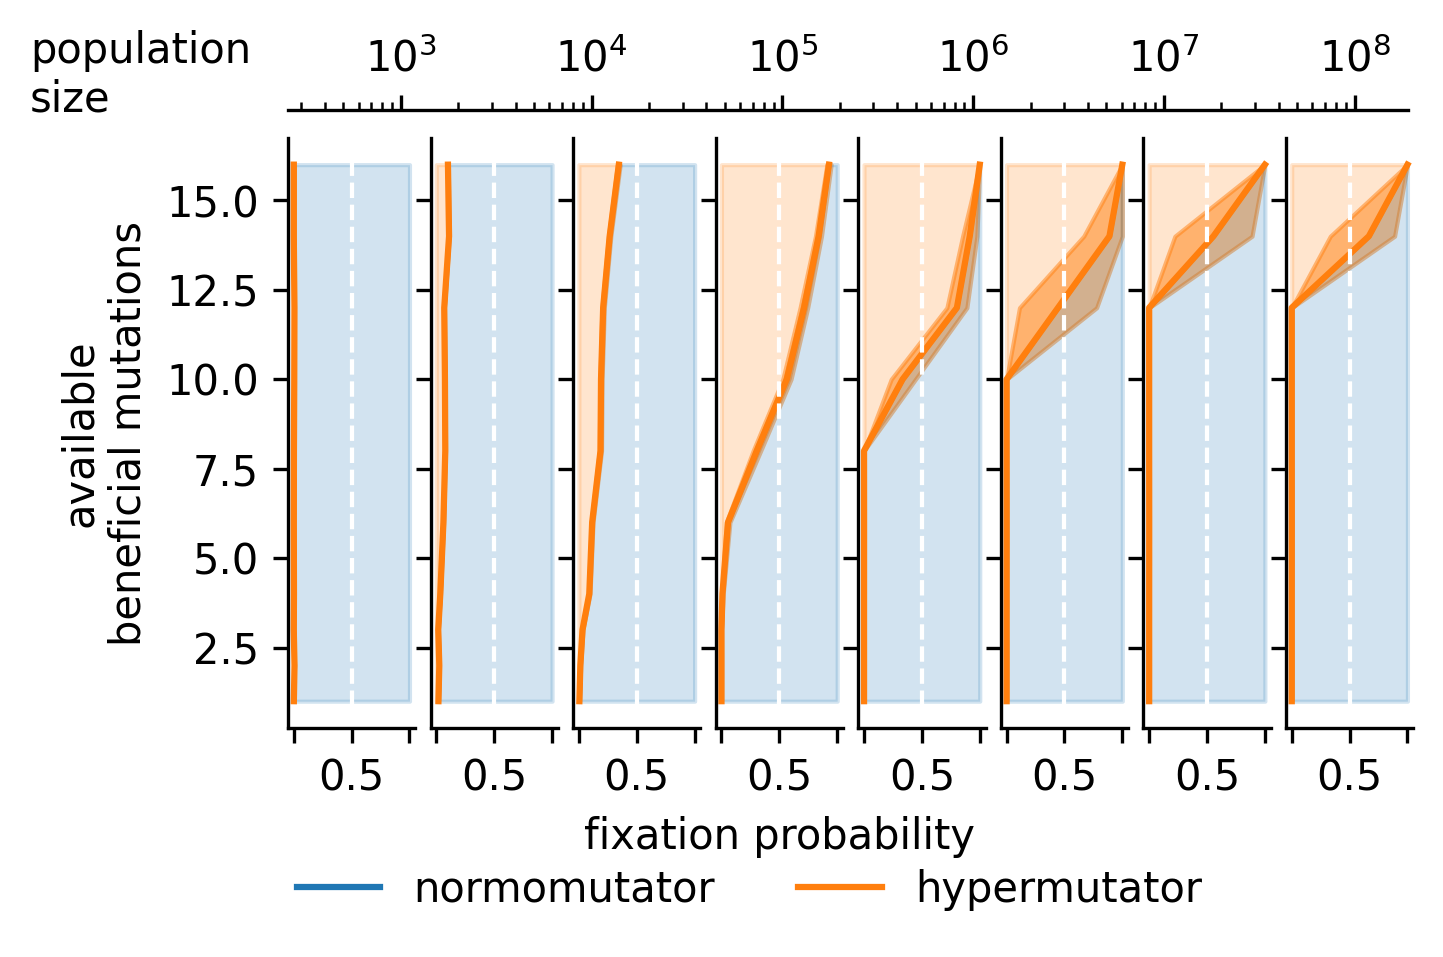 population
size
10³ 10⁴ 10⁵ 10⁶ 10⁷ 10⁸
available
beneficial mutations
15.0
12.5
10.0
7.5
5.0
2.5
0.5 0.5 0.5 0.5 0.5 0.5 0.5 0.5
fixation probability
normomutator hypermutator